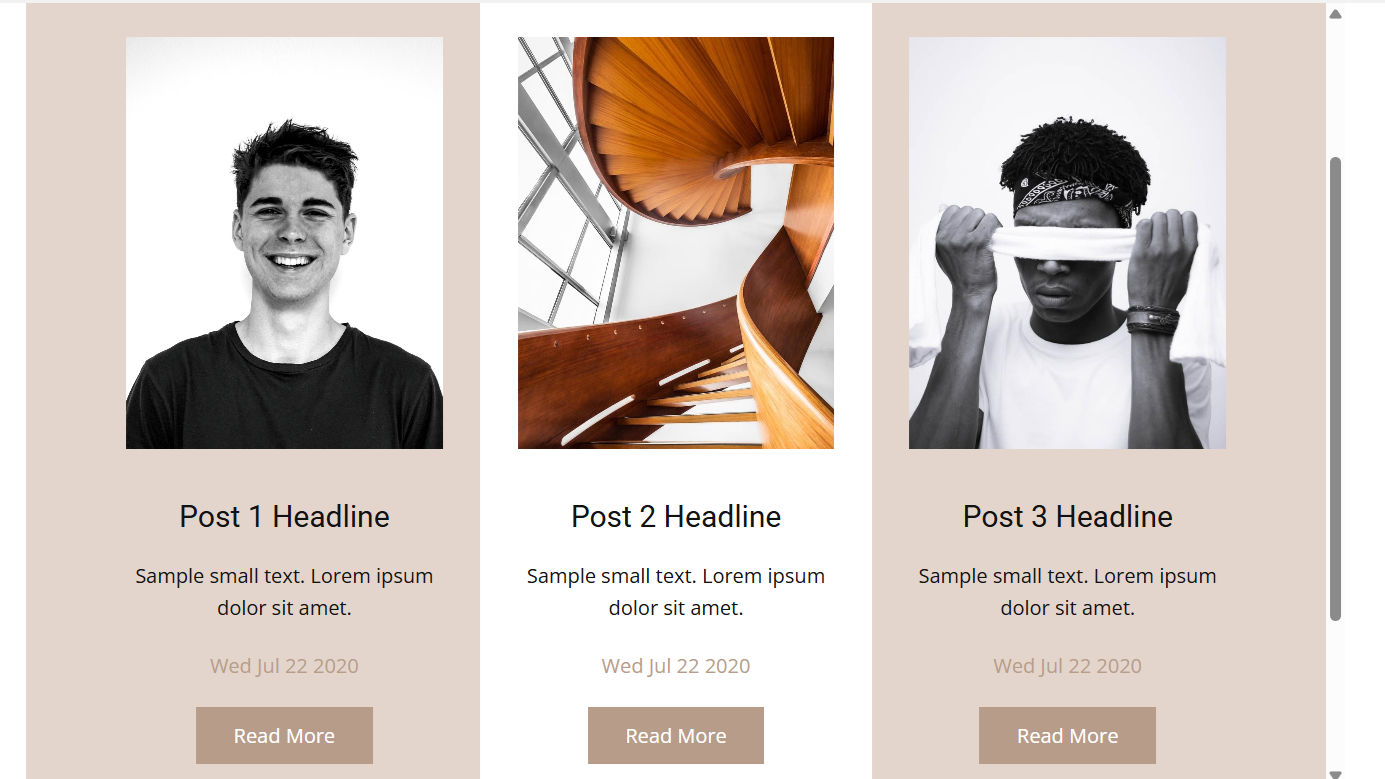 Post 1 Headline
Sample small text. Lorem ipsum
dolor sit amet.
Wed Jul 22 2020
Read More
Post 2 Headline
Sample small text. Lorem ipsum
dolor sit amet.
Wed Jul 22 2020
Read More
Post 3 Headline
Sample small text. Lorem ipsum
dolor sit amet.
Wed Jul 22 2020
Read More